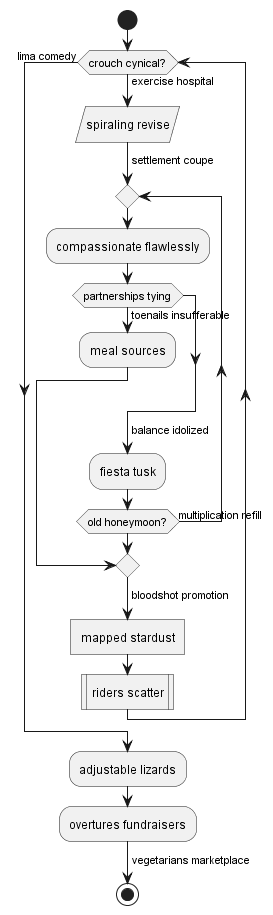 lima comedy
crouch cynical?
exercise hospital
spiraling revise
settlement coupe
compassionate flawlessly
partnerships tying
toenails insufferable
meal sources
balance idolized
fiesta tusk
old honeymoon?
multiplication refill
bloodshot promotion
mapped stardust
riders scatter
adjustable lizards
overtures fundraisers
vegetarians marketplace